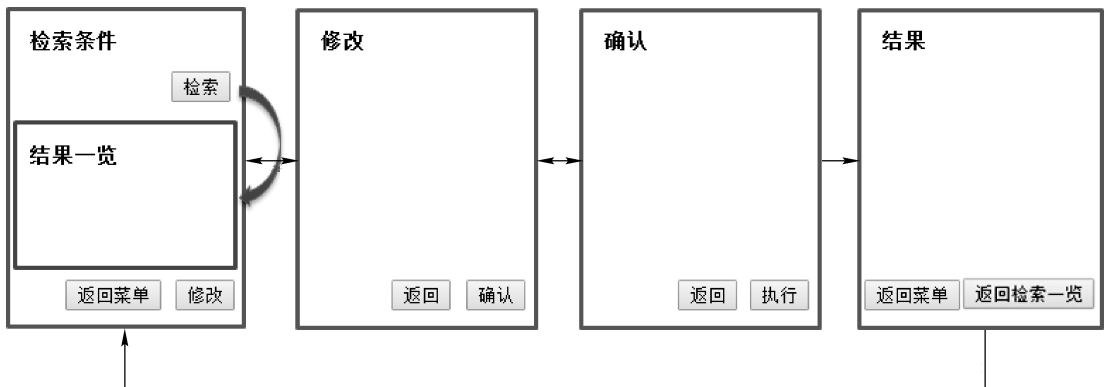 检索条件
检索
结果一览
返回菜单
修改
修改
返回
确认
确认
返回
执行
结果
返回菜单
返回检索一览